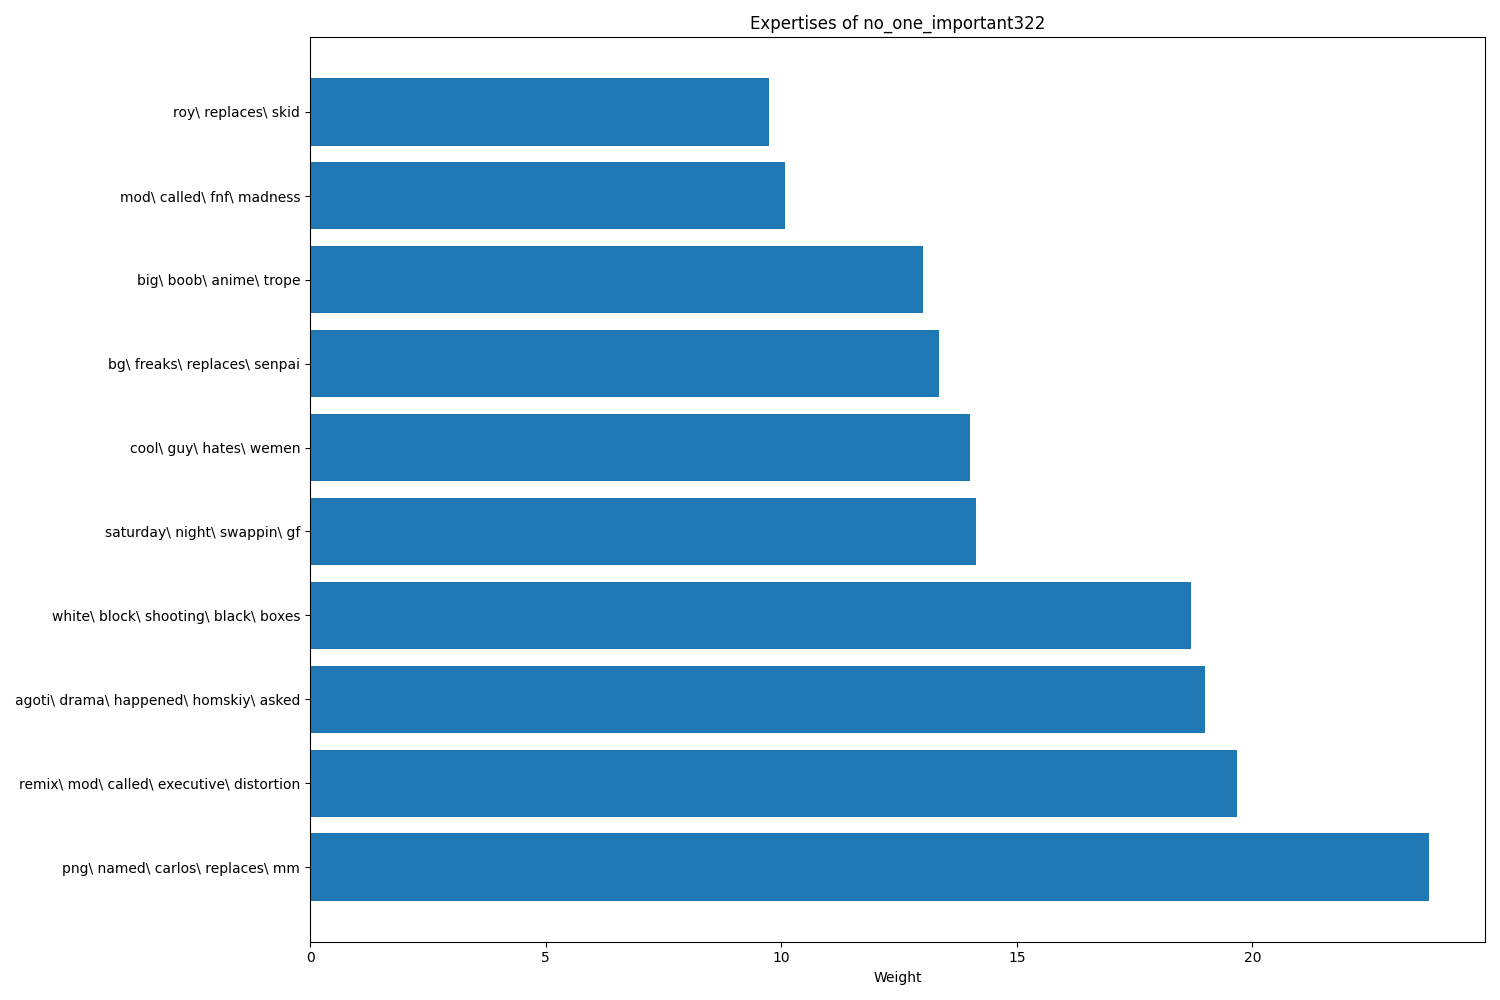 Expertises of no_one_important322
roy\ replaces\ skid
mod\ called\ fnf\ madness
big\ boob\ anime\ trope
bg\ freaks\ replaces\ senpai
cool\ guy\ hates\ wemen
saturday\ night\ swappin\ gf
white\ block\ shooting\ black\ boxes
agoti\ drama\ happened\ homskiy\ asked
remix\ mod\ called\ executive\ distortion
png\ named\ carlos\ replaces\ mm
0 5 10 15 20
Weight